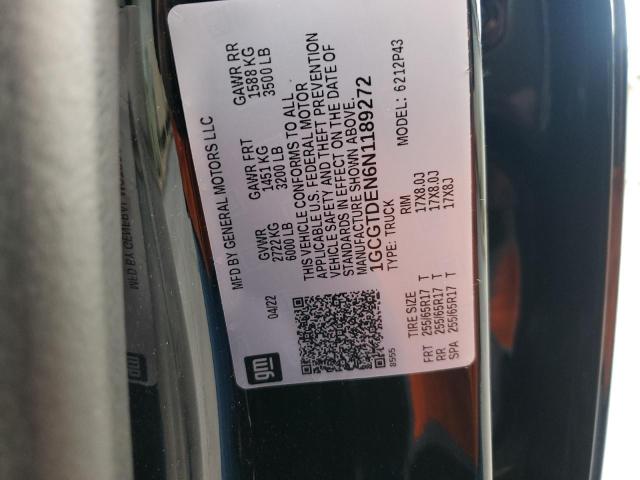 MFD BY GENERAL MOTORS LLC
04/22 GVWR GAWR FRT GAWR RR
2722 KG 1451 KG 1588 KG
6000 LB 3200 LB 3500 LB
THIS VEHICLE CONFORMS TO ALL
APPLICABLE U.S. FEDERAL MOTOR
VEHICLE SAFETY AND THEFT PREVENTION
STANDARDS IN EFFECT ON THE DATE OF
MANUFACTURE SHOWN ABOVE.
1GCGTDEN6N1189272
TYPE: TRUCK MODEL: 6212P43
gm
8555
TIRE SIZE RIM
FRT 255/65R17 T 17X8.0J
RR 255/65R17 T 17X8.0J
SPA 255/65R17 T 17X8J